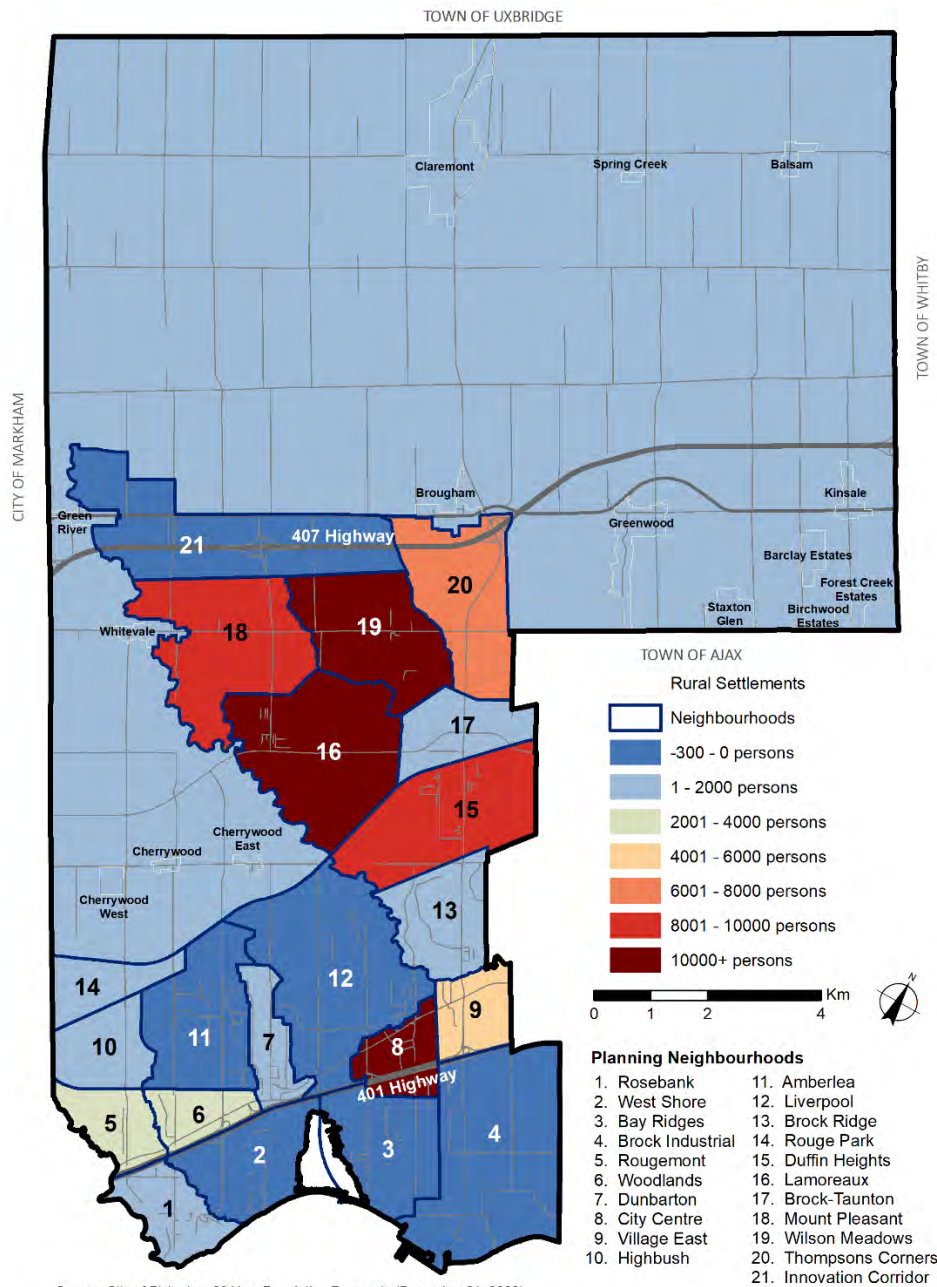 TOWN OF UXBRIDGE
Claremont
Spring Creek
Balsam
TOWN OF WHITBY
CITY OF MARKHAM
Brougham
Kinsale
Green
River
Greenwood
407 Highway
21
Barclay Estates
20
Forest Creek
Estates
Staxton
Glen
Birchwood
Estates
18
19
Whitevale
TOWN OF AJAX
Rural Settlements
Neighbourhoods
-300 - 0 persons
1 - 2000 persons
2001 - 4000 persons
4001 - 6000 persons
6001 - 8000 persons
8001 - 10000 persons
10000+ persons
17
16
15
Cherrywood
East
Cherrywood
Cherrywood
West
13
12
14
9
11
7
10
8
401 Highway
5
6
2
3
4
1
Km
0 1 2 4
N
Planning Neighbourhoods
1. Rosebank
2. West Shore
3. Bay Ridges
4. Brock Industrial
5. Rougemont
6. Woodlands
7. Dunbarton
8. City Centre
9. Village East
10. Highbush
11. Amberlea
12. Liverpool
13. Brock Ridge
14. Rouge Park
15. Duffin Heights
16. Lamoreaux
17. Brock-Taunton
18. Mount Pleasant
19. Wilson Meadows
20. Thompsons Corners
21. Innovation Corridor